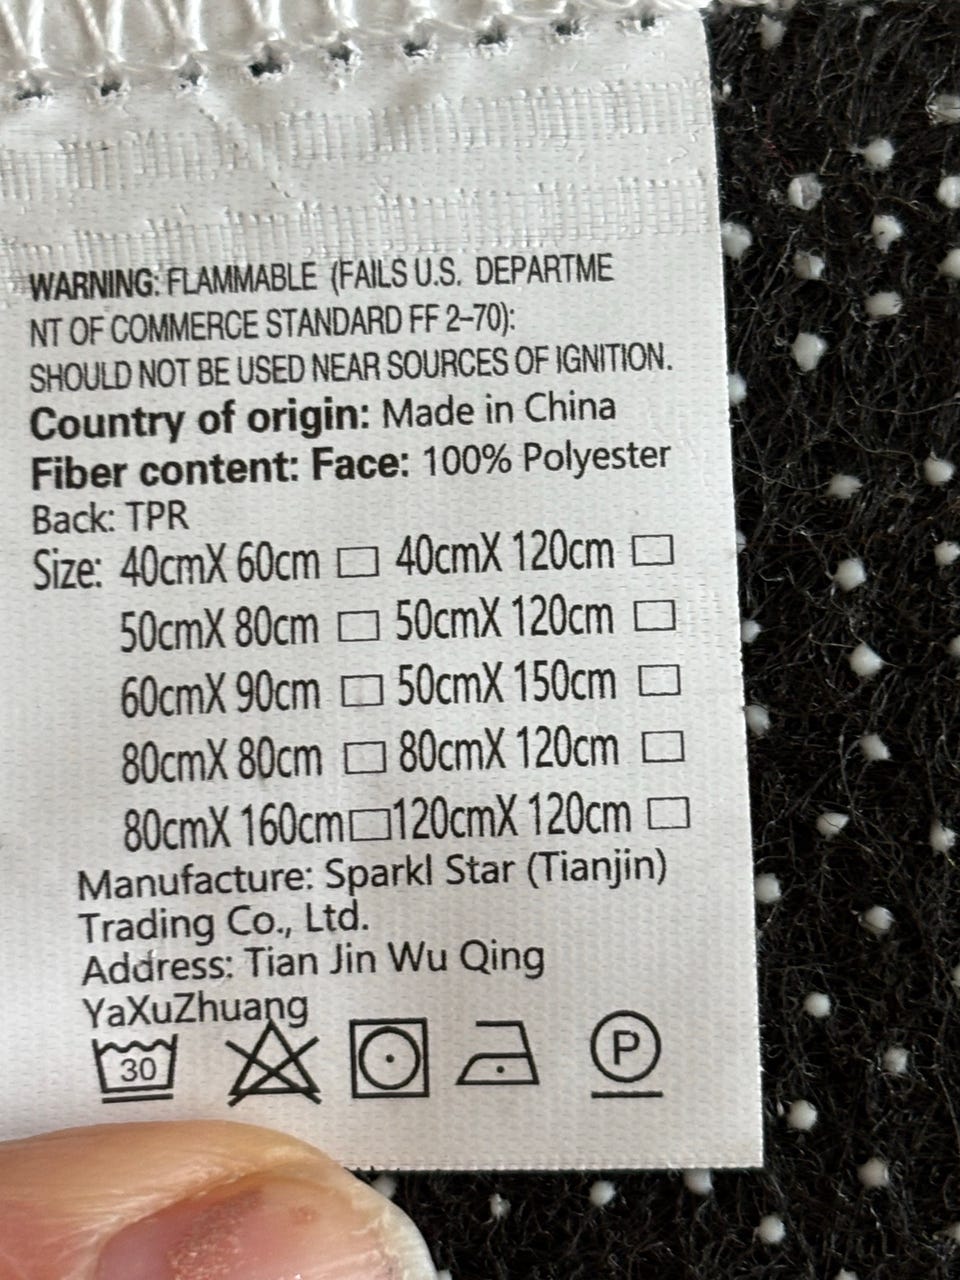 WARNING: FLAMMABLE (FAILS U.S. DEPARTME
NT OF COMMERCE STANDARD FF 2-70):
SHOULD NOT BE USED NEAR SOURCES OF IGNITION.
Country of origin: Made in China
Fiber content: Face: 100% Polyester
Back: TPR
Size: 40cmX 60cm 40cmX 120cm
50cmX 80cm 50cmX 120cm
60cmX 90cm 50cmX 150cm
80cmX 80cm 80cmX 120cm
80cmX 160cm 120cmX 120cm
Manufacture: Sparkl Star (Tianjin)
Trading Co., Ltd.
Address: Tian Jin Wu Qing
YaXuZhuang
30 P